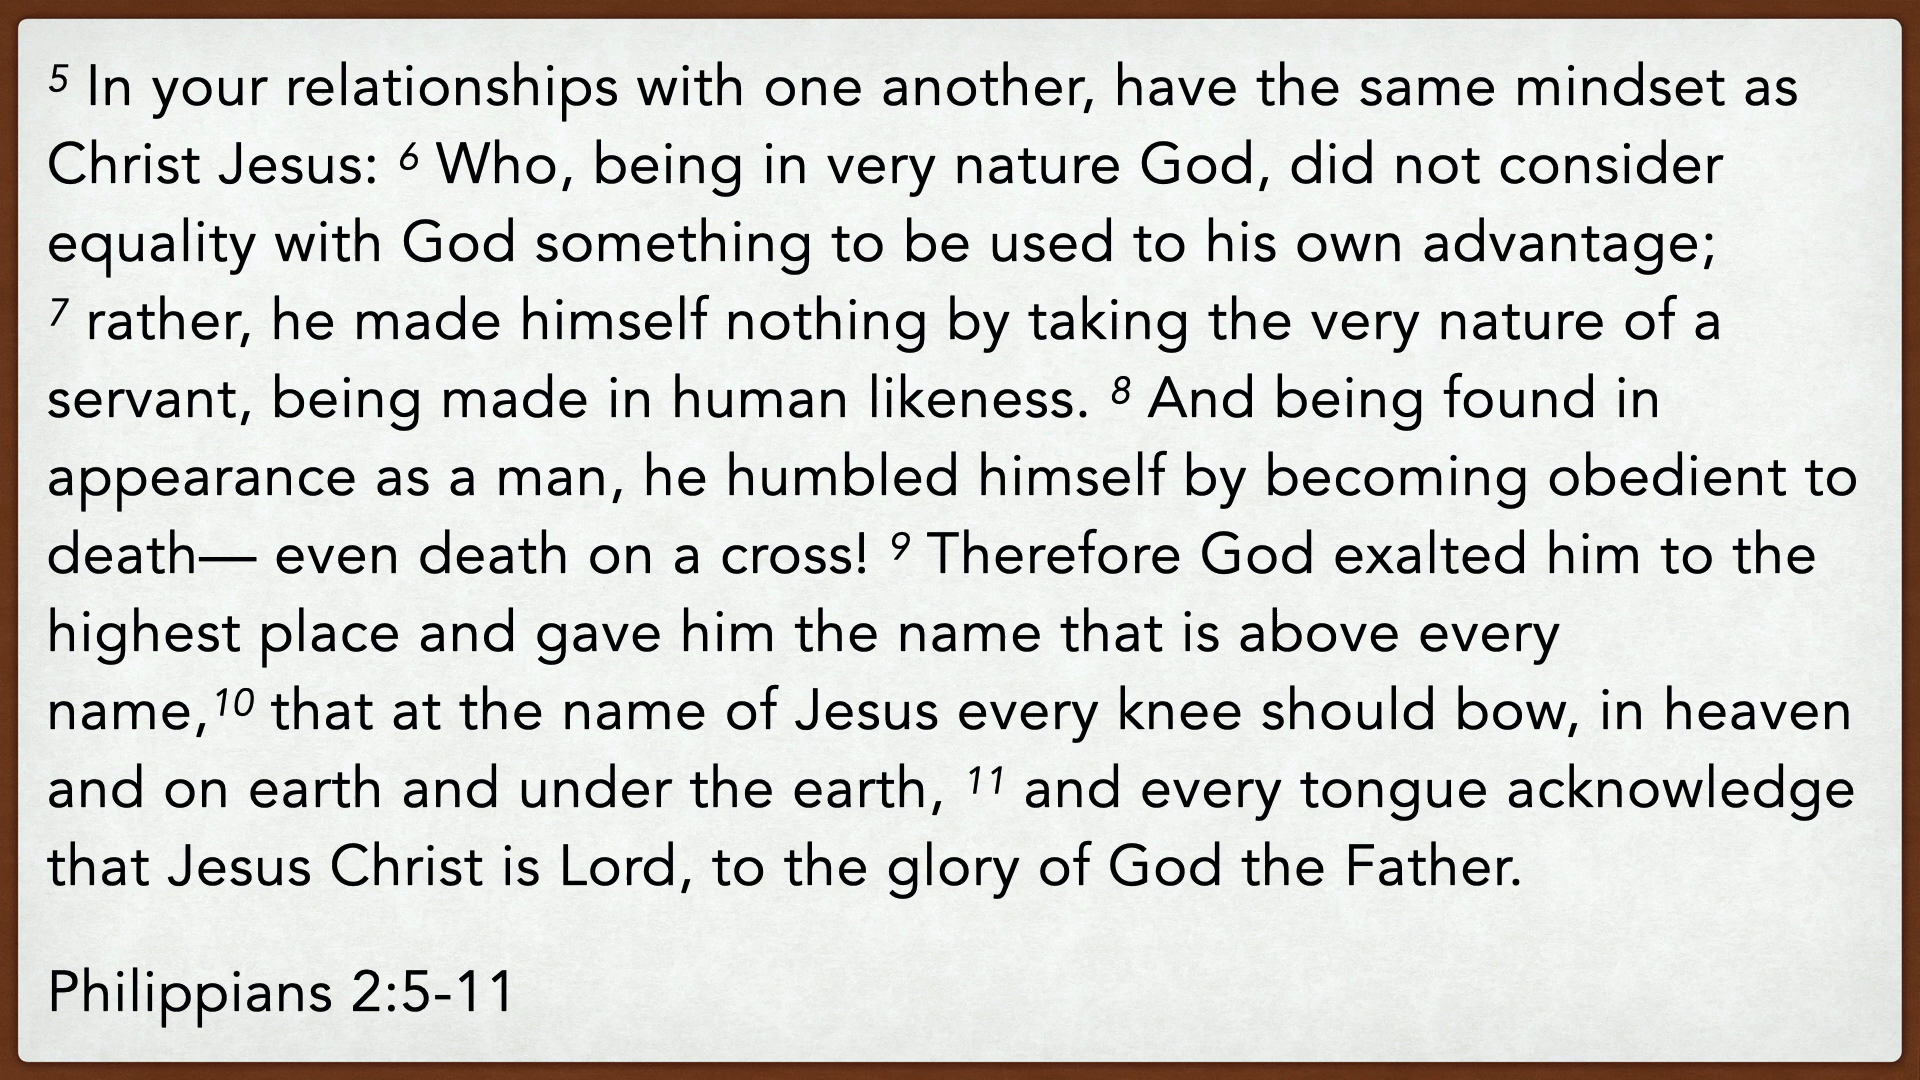 5 In your relationships with one another, have the same mindset as
Christ Jesus: 6 Who, being in very nature God, did not consider
equality with God something to be used to his own advantage;
7 rather, he made himself nothing by taking the very nature of a
servant, being made in human likeness. 8 And being found in
appearance as a man, he humbled himself by becoming obedient to
death— even death on a cross! 9 Therefore God exalted him to the
highest place and gave him the name that is above every
name,10 that at the name of Jesus every knee should bow, in heaven
and on earth and under the earth, 11 and every tongue acknowledge
that Jesus Christ is Lord, to the glory of God the Father.
Philippians 2:5-11